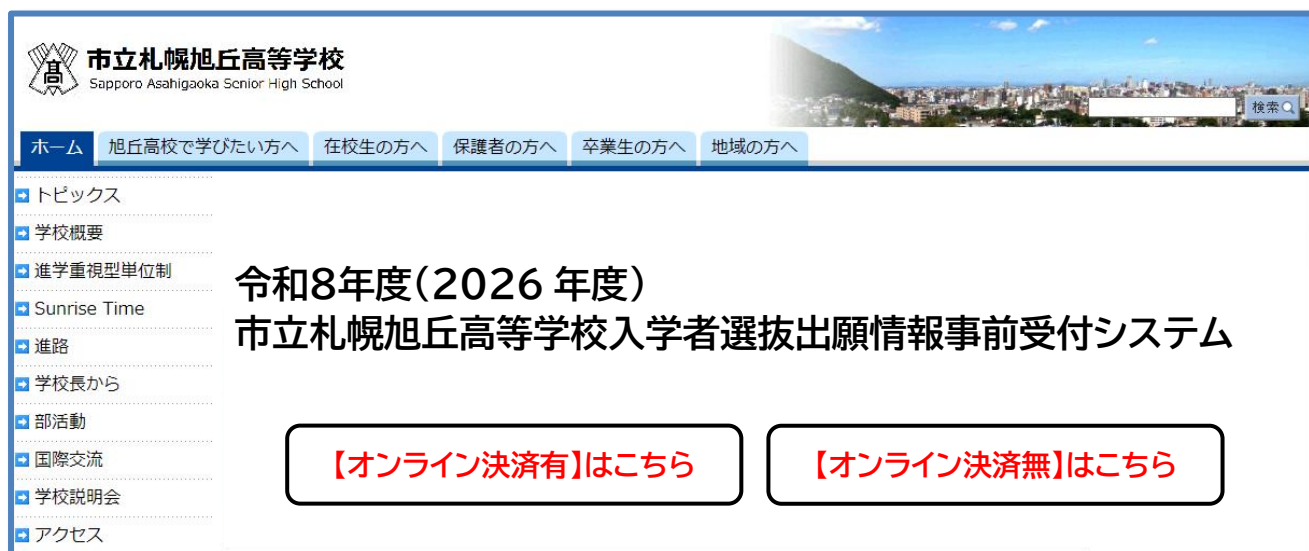 高
市立札幌旭丘高等学校
Sapporo Asahigaoka Senior High School
検索
ホーム 旭丘高校で学びたい方へ 在校生の方へ 保護者の方へ 卒業生の方へ 地域の方へ
トピックス
学校概要
進学重視型単位制
Sunrise Time
進路
学校長から
部活動
国際交流
学校説明会
アクセス
令和8年度(2026 年度)
市立札幌旭丘高等学校入学者選抜出願情報事前受付システム
【オンライン決済有】はこちら 【オンライン決済無】はこちら